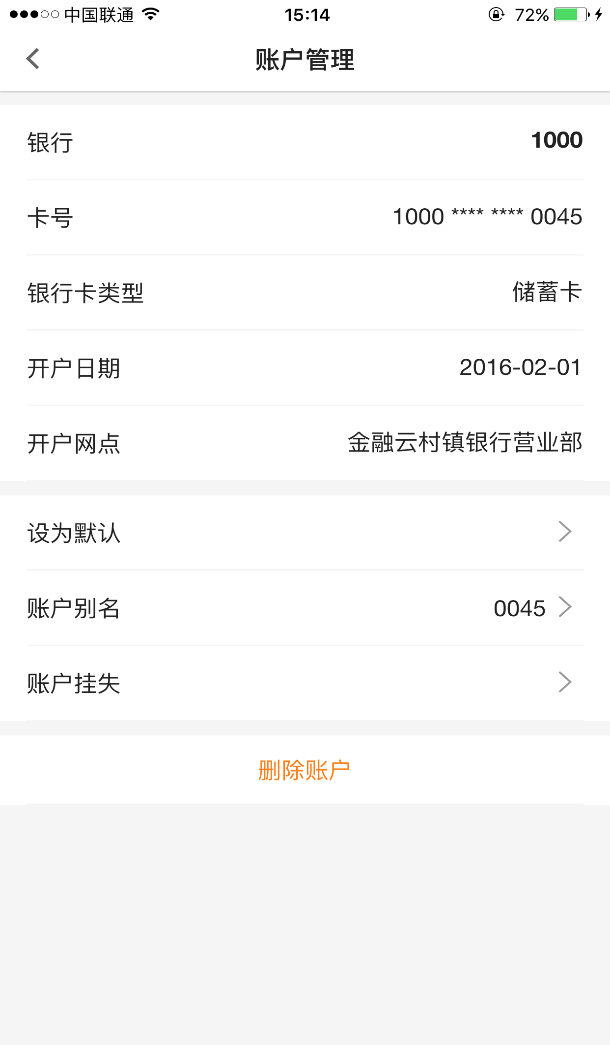 中国联通 15:14 72%
账户管理
银行 1000
卡号 1000 **** **** 0045
银行卡类型 储蓄卡
开户日期 2016-02-01
开户网点 金融云村镇银行营业部
设为默认
账户别名 0045
账户挂失
删除账户